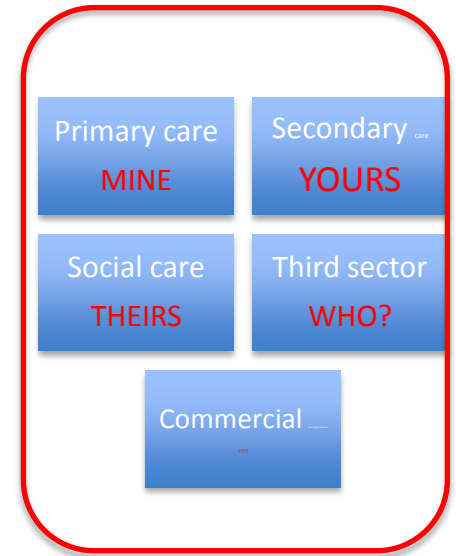 Primary care
MINE
Secondary care
YOURS
Social care
THEIRS
Third sector
WHO?
Commercial